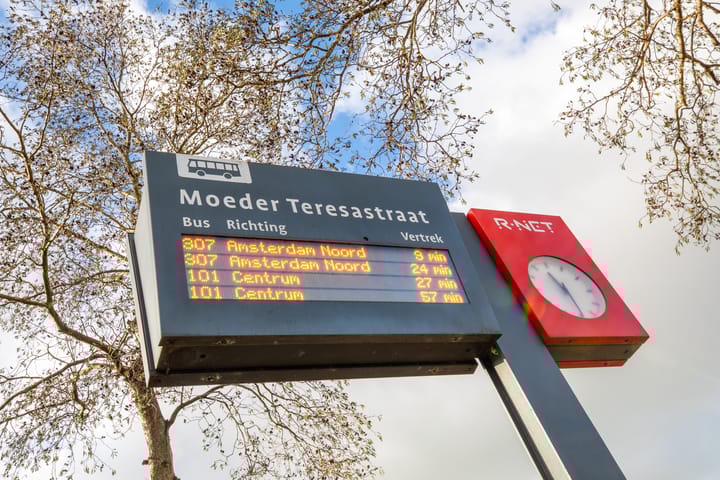 Moeder Teresastraat
Bus Richting Vertrek
307 Amsterdam Noord 9 min
307 Amsterdam Noord 24 min
101 Centrum 27 min
101 Centrum 57 min
R-NET